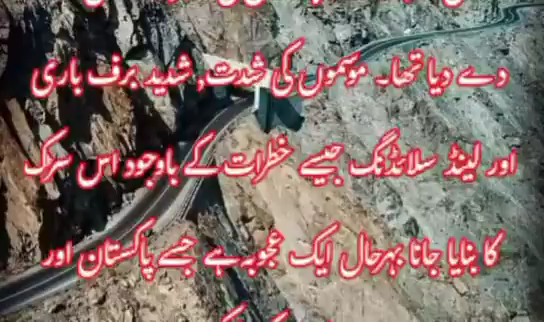 دے دیا تھا۔ موسموں کی شدت, شدید برف باری
اور لینڈ سلائڈنگ جیسے خطرات کے باوجود اس سرک
کا بنایا جانا بہرحال ایک عجوبہ ہے جسے پاکستان اور